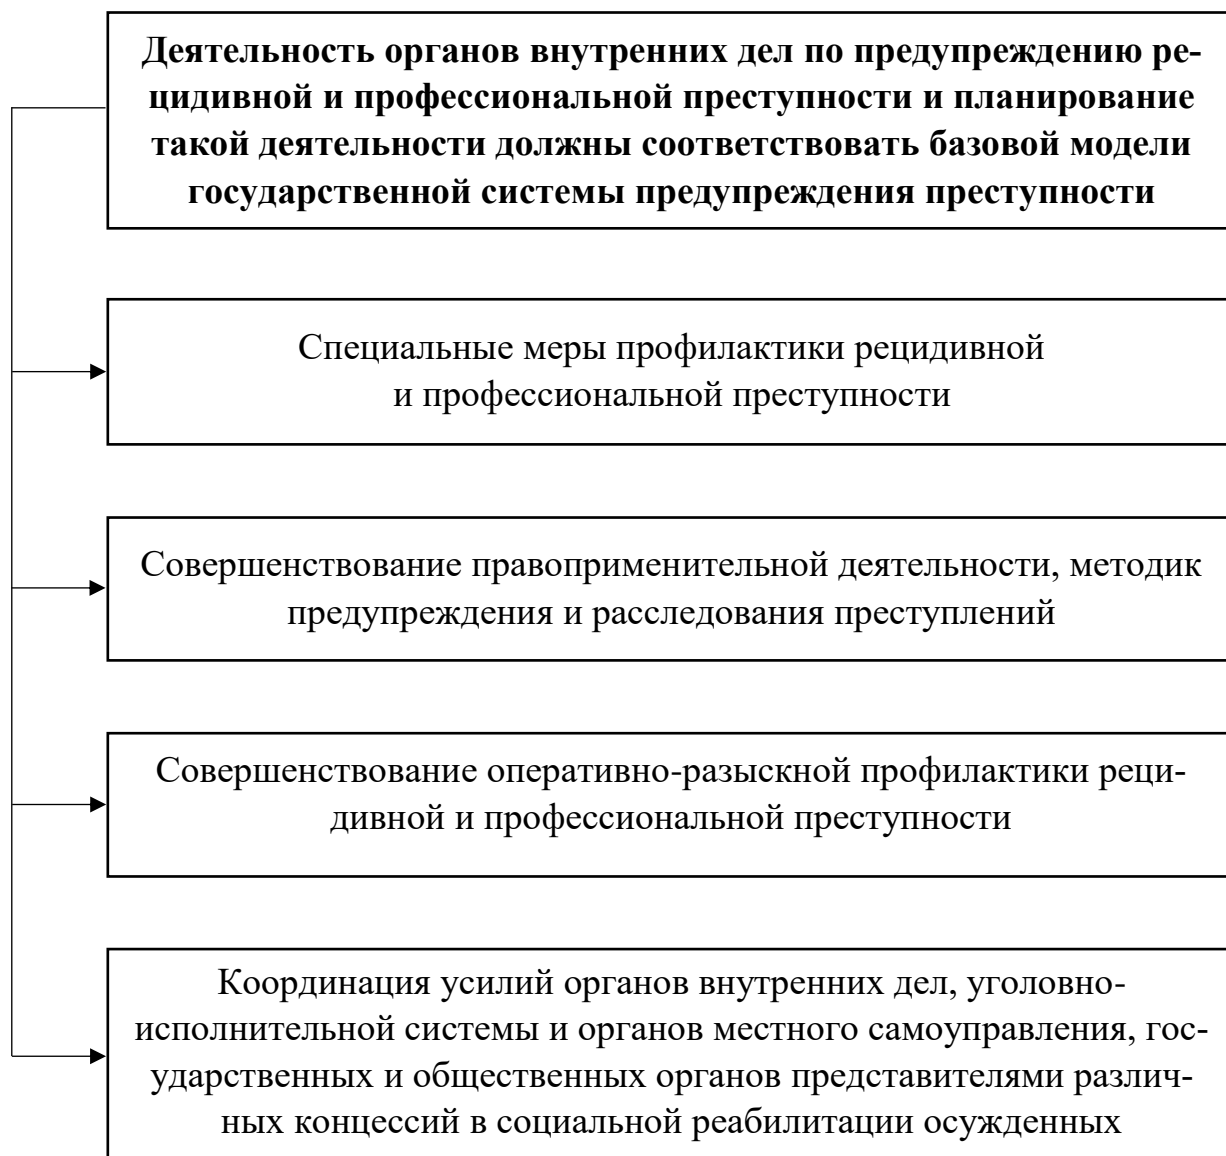 Деятельность органов внутренних дел по предупреждению ре-
цидивной и профессиональной преступности и планирование
такой деятельности должны соответствовать базовой модели
государственной системы предупреждения преступности
Специальные меры профилактики рецидивной
и профессиональной преступности
Совершенствование правоприменительной деятельности, методик
предупреждения и расследования преступлений
Совершенствование оперативно-разыскной профилактики реци-
дивной и профессиональной преступности
Координация усилий органов внутренних дел, уголовно-
исполнительной системы и органов местного самоуправления, гос-
ударственных и общественных органов представителями различ-
ных концессий в социальной реабилитации осужденных